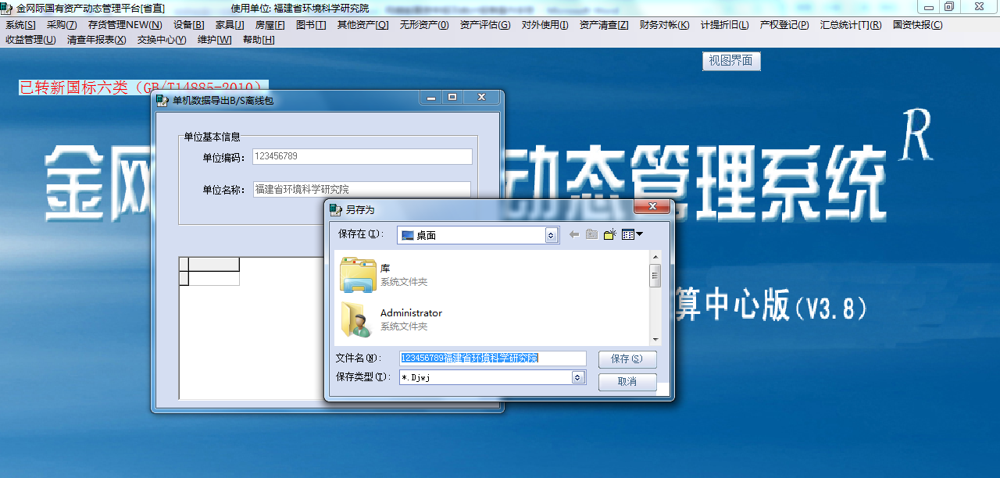 金网际国有资产动态管理平台[省直] 使用单位: 福建省环境科学研究院
系统[S] 采购(7) 存货管理NEW(N) 设备[B] 家具[J] 房屋[F] 图书[T] 其他资产[Q] 无形资产(0) 资产评估(G) 对外使用(I) 资产清查[Z] 财务对帐(K) 计提折旧(L) 产权登记(P) 汇总统计[T](R) 国资快报(C)
收益管理(U) 清查年报表(X) 交换中心(Y) 维护[W] 帮助[H]
视图界面
已转新国标六类（GB/T14885-2010）
单机数据导出B/S离线包
R
单位基本信息
单位编码： 123456789
金网 动态管理系统
单位名称： 福建省环境科学研究院
另存为
保存在(I)： 桌面
库
系统文件夹
算中心版(V3.8)
Administrator
系统文件夹
文件名(N)： 123456789福建省环境科学研究院 保存(S)
保存类型(T)： *.Djwj 取消